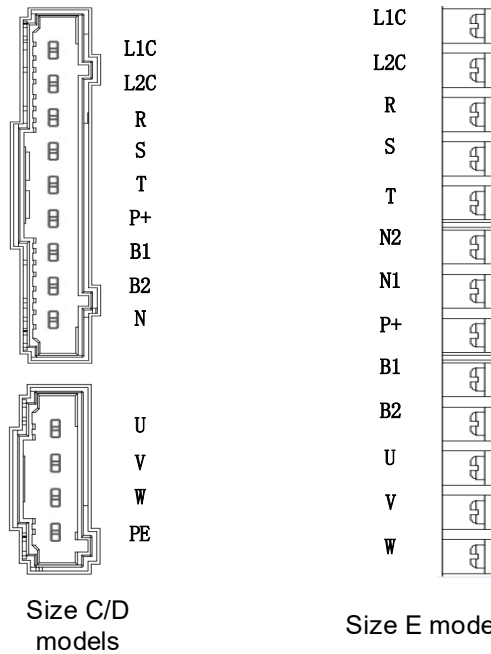 L1C
L2C
R
S
T
P+
B1
B2
N
U
V
W
PE
Size C/D
models
L1C
L2C
R
S
T
N2
N1
P+
B1
B2
U
V
W
Size E mode